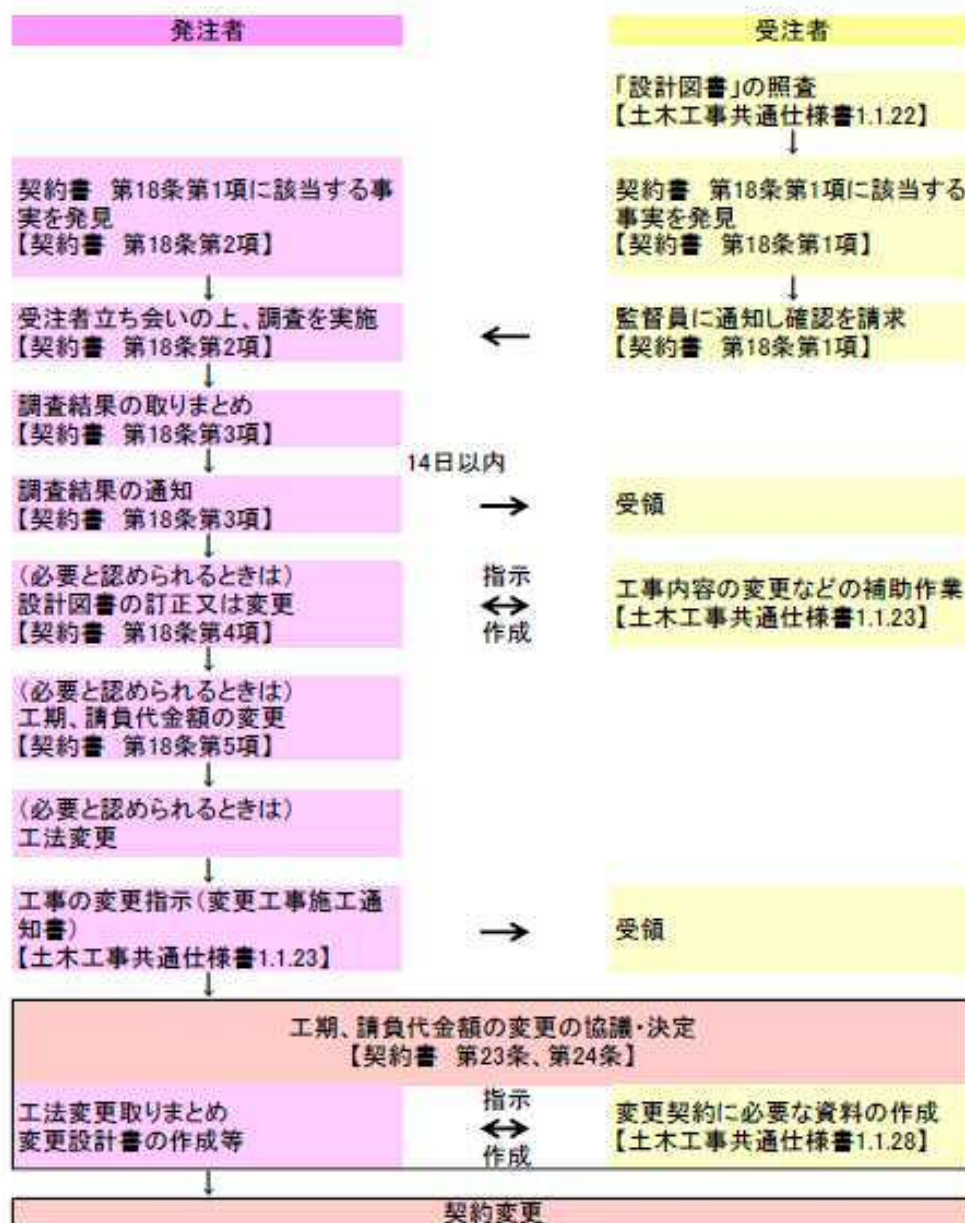 発注者
受注者
「設計図書」の照査
【土木工事共通仕様書1.1.22】
↓
契約書 第18条第1項に該当する事
実を発見
【契約書 第18条第2項】
契約書 第18条第1項に該当する
事実を発見
【契約書 第18条第1項】
↓
↓
受注者立ち会いの上、調査を実施
【契約書 第18条第2項】
←
監督員に通知し確認を請求
【契約書 第18条第1項】
↓
調査結果の取りまとめ
【契約書 第18条第3項】
↓
14日以内
調査結果の通知
【契約書 第18条第3項】
→
受領
↓
(必要と認められるときは)
設計図書の訂正又は変更
【契約書 第18条第4項】
指示
↔
作成
工事内容の変更などの補助作業
【土木工事共通仕様書1.1.23】
↓
(必要と認められるときは)
工期、請負代金額の変更
【契約書 第18条第5項】
↓
(必要と認められるときは)
工法変更
↓
工事の変更指示(変更工事施工通
知書)
【土木工事共通仕様書1.1.23】
→
受領
↓
工期、請負代金額の変更の協議・決定
【契約書 第23条、第24条】
工法変更取りまとめ
変更設計書の作成等
指示
↔
作成
変更契約に必要な資料の作成
【土木工事共通仕様書1.1.28】
↓
契約変更